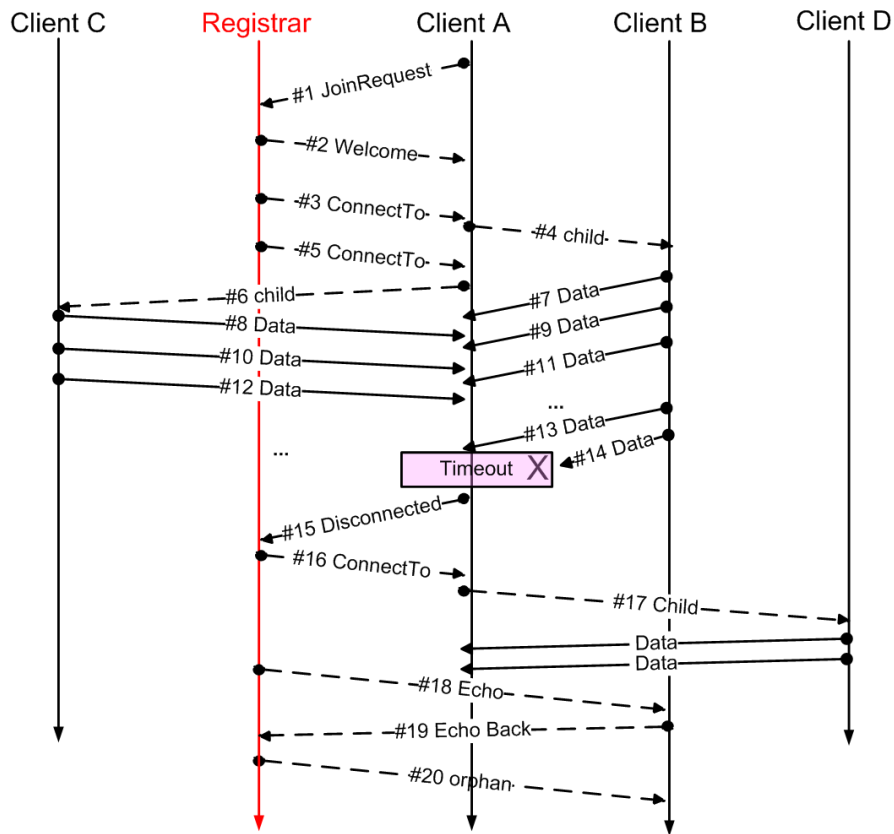 Client C Registrar Client A Client B Client D
#1 JoinRequest
#2 Welcome
#3 ConnectTo
#4 child
#5 ConnectTo
#6 child
#7 Data
#8 Data
#9 Data
#10 Data
#11 Data
#12 Data
...
#13 Data
...
#14 Data
Timeout X
#15 Disconnected
#16 ConnectTo
#17 Child
Data
Data
#18 Echo
#19 Echo Back
#20 orphan